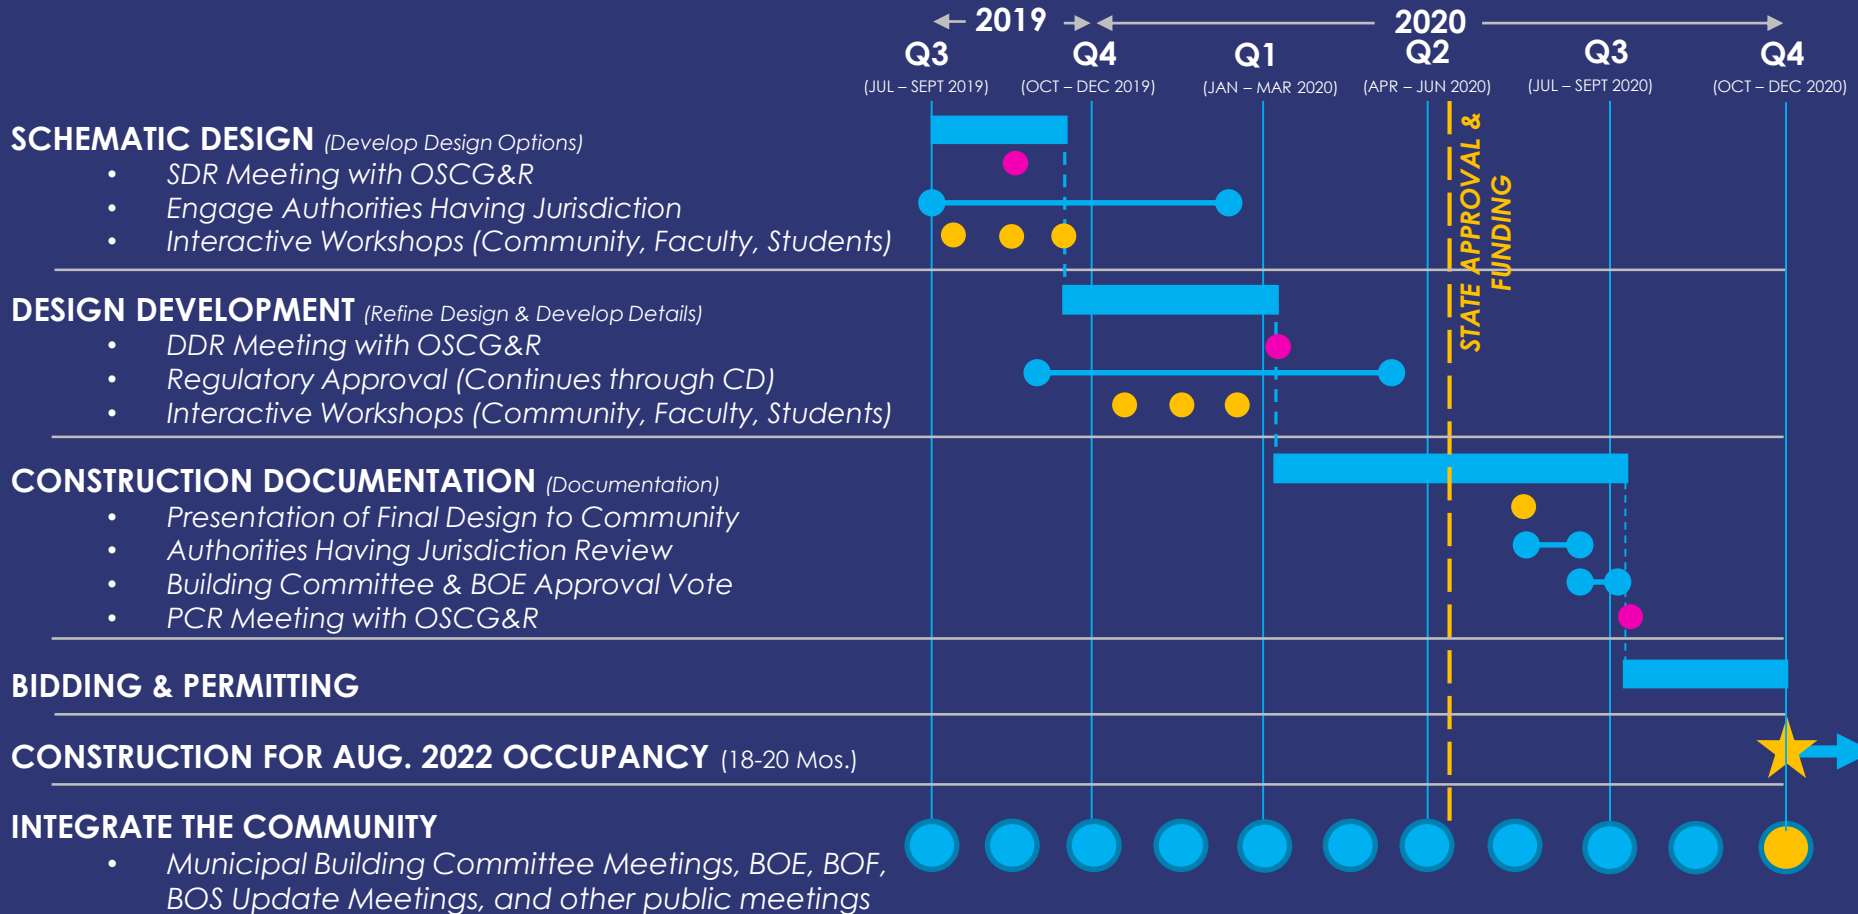 2019
2020
Q3
Q4
Q1
Q2
Q3
Q4
(JUL – SEPT 2019)
(OCT – DEC 2019)
(JAN – MAR 2020)
(APR – JUN 2020)
(JUL – SEPT 2020)
(OCT – DEC 2020)
STATE APPROVAL &
FUNDING
SCHEMATIC DESIGN (Develop Design Options)
• SDR Meeting with OSCG&R
• Engage Authorities Having Jurisdiction
• Interactive Workshops (Community, Faculty, Students)
DESIGN DEVELOPMENT (Refine Design & Develop Details)
• DDR Meeting with OSCG&R
• Regulatory Approval (Continues through CD)
• Interactive Workshops (Community, Faculty, Students)
CONSTRUCTION DOCUMENTATION (Documentation)
• Presentation of Final Design to Community
• Authorities Having Jurisdiction Review
• Building Committee & BOE Approval Vote
• PCR Meeting with OSCG&R
BIDDING & PERMITTING
CONSTRUCTION FOR AUG. 2022 OCCUPANCY (18-20 Mos.)
INTEGRATE THE COMMUNITY
• Municipal Building Committee Meetings, BOE, BOF,
BOS Update Meetings, and other public meetings